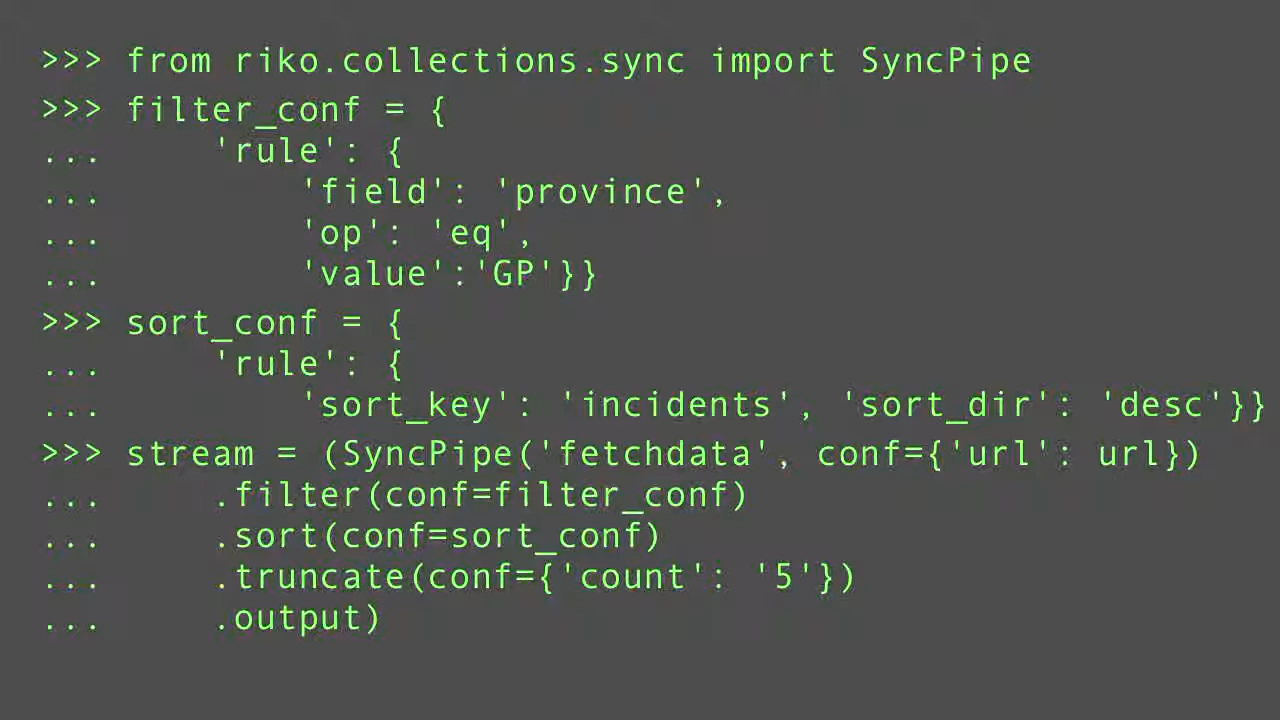 >>> from riko.collections.sync import SyncPipe
>>> filter_conf = {
...     'rule': {
...         'field': 'province',
...         'op': 'eq',
...         'value':'GP'}}
>>> sort_conf = {
...     'rule': {
...         'sort_key': 'incidents', 'sort_dir': 'desc'}}
>>> stream = (SyncPipe('fetchdata', conf={'url': url})
...     .filter(conf=filter_conf)
...     .sort(conf=sort_conf)
...     .truncate(conf={'count': '5'})
...     .output)